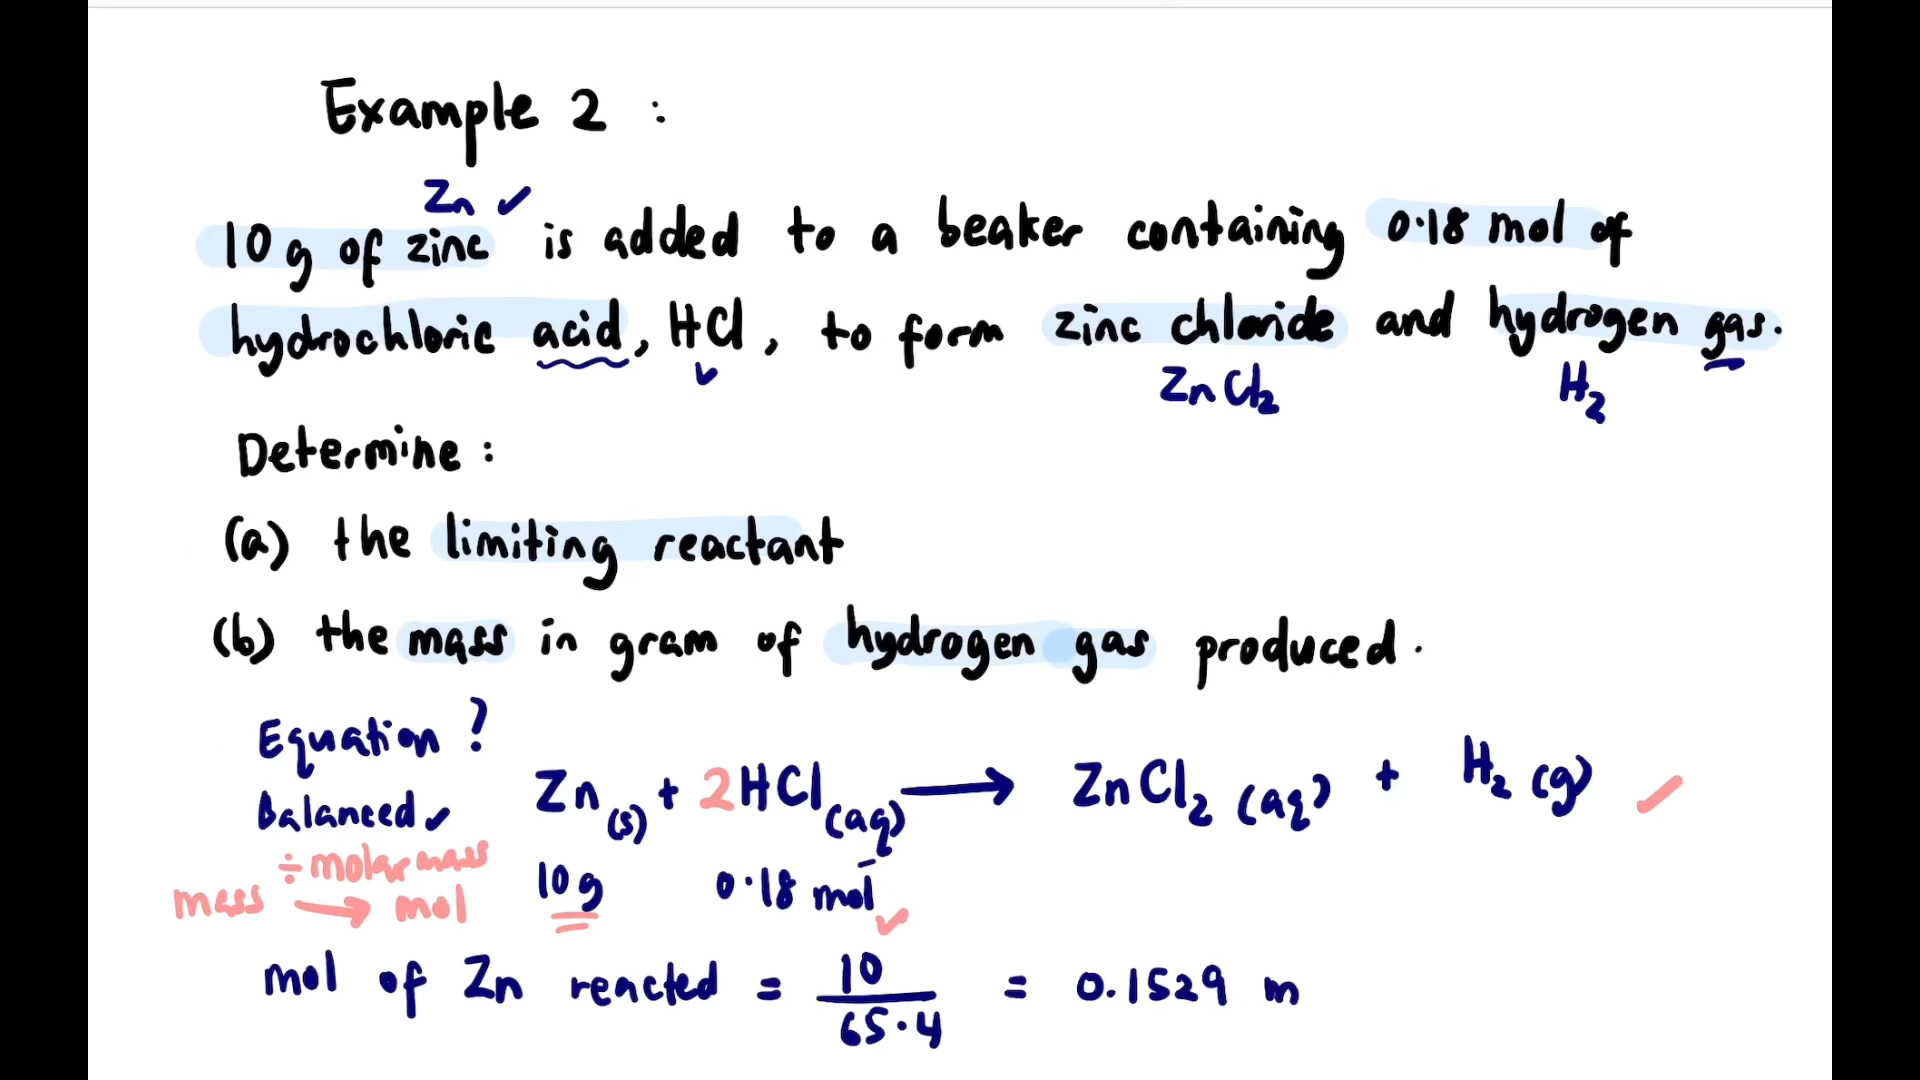 Example 2 :
Zn ✓
10 g of zinc is added to a beaker containing 0·18 mol of
hydrochloric acid, HCl, to form zinc chloride and hydrogen gas.
ZnCl₂ H₂
Determine :
(a) the limiting reactant
(b) the mass in gram of hydrogen gas produced.
Equation ?
Balanced ✓
Zn (s) + 2HCl (aq) ⟶ ZnCl₂ (aq) + H₂ (g)
÷ molar mass
mass ⟶ mol
10g 0·18 mol
mol of Zn reacted = 10/65·4 = 0.1529 m